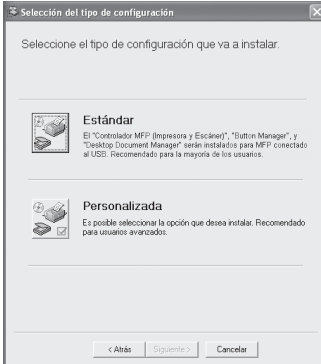 Selección del tipo de configuración
Seleccione el tipo de configuración que va a instalar.
Estándar
El "Controlador MFP (Impresora y Escáner)", "Button Manager", y
"Desktop Document Manager" serán instalados para MFP conectado
al USB. Recomendado para la mayoría de los usuarios.
Personalizada
Es posible seleccionar la opción que desea instalar. Recomendado
para usuarios avanzados.
< Atrás
Siguiente >
Cancelar